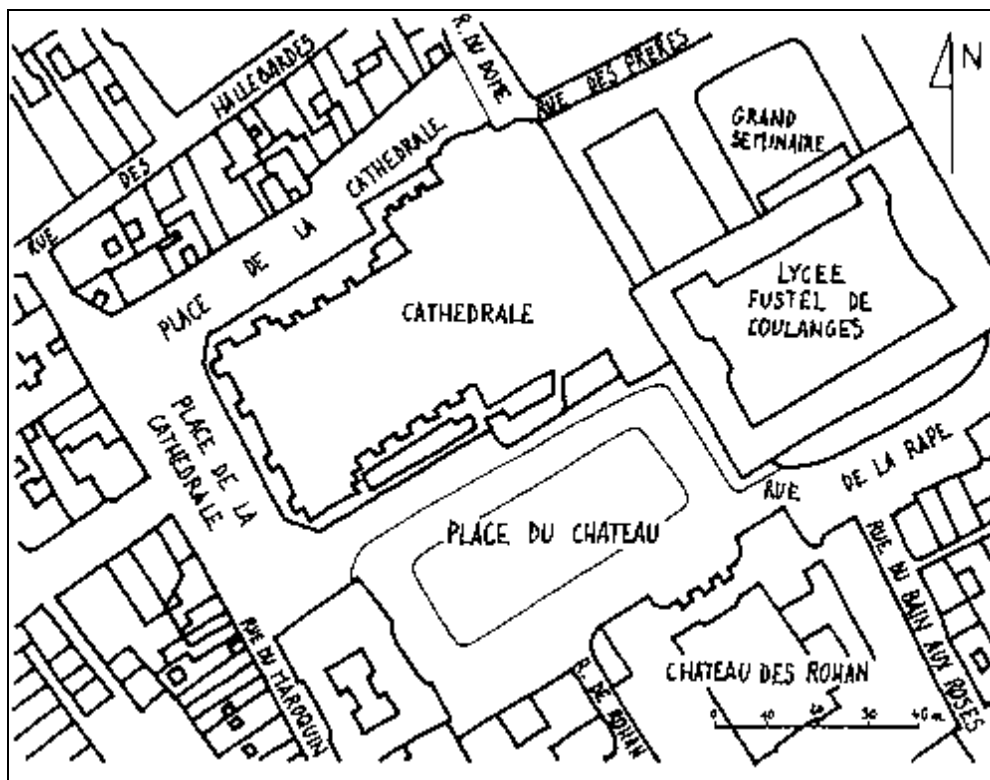 R. DU DOME
RUE DES FRERES
N
RUE DES HALLEBARDES
GRAND
SEMINAIRE
PLACE DE LA CATHEDRALE
LYCEE
FUSTEL DE
COULANGES
CATHEDRALE
PLACE DE LA
CATHEDRALE
RUE DE LA RAPE
PLACE DU CHATEAU
RUE DU BAIN AUX ROSES
RUE DU MAROQUIN
R. DE ROHAN
CHATEAU DES ROHAN
0 10 20 30 40 m